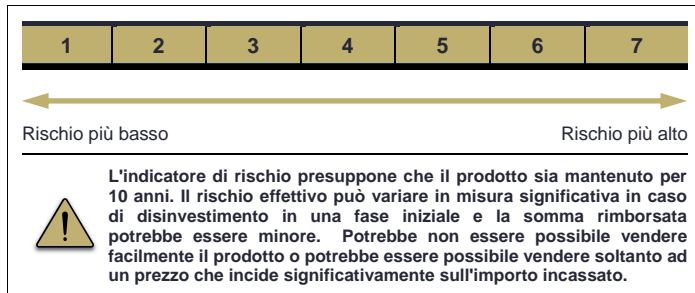 1 2 3 4 5 6 7
Rischio più basso Rischio più alto
L'indicatore di rischio presuppone che il prodotto sia mantenuto per
10 anni. Il rischio effettivo può variare in misura significativa in caso
di disinvestimento in una fase iniziale e la somma rimborsata
potrebbe essere minore. Potrebbe non essere possibile vendere
facilmente il prodotto o potrebbe essere possibile vendere soltanto ad
un prezzo che incide significativamente sull'importo incassato.